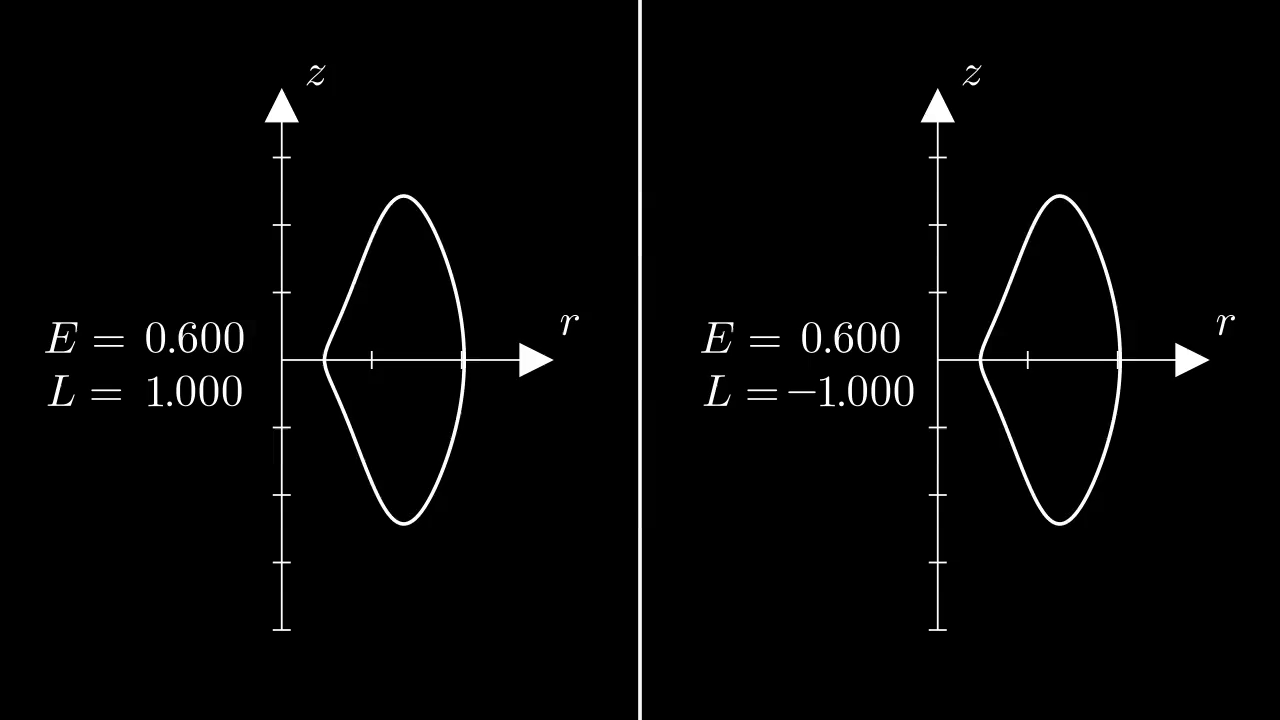 z
r
E = 0.600
L = 1.000
z
r
E = 0.600
L = −1.000